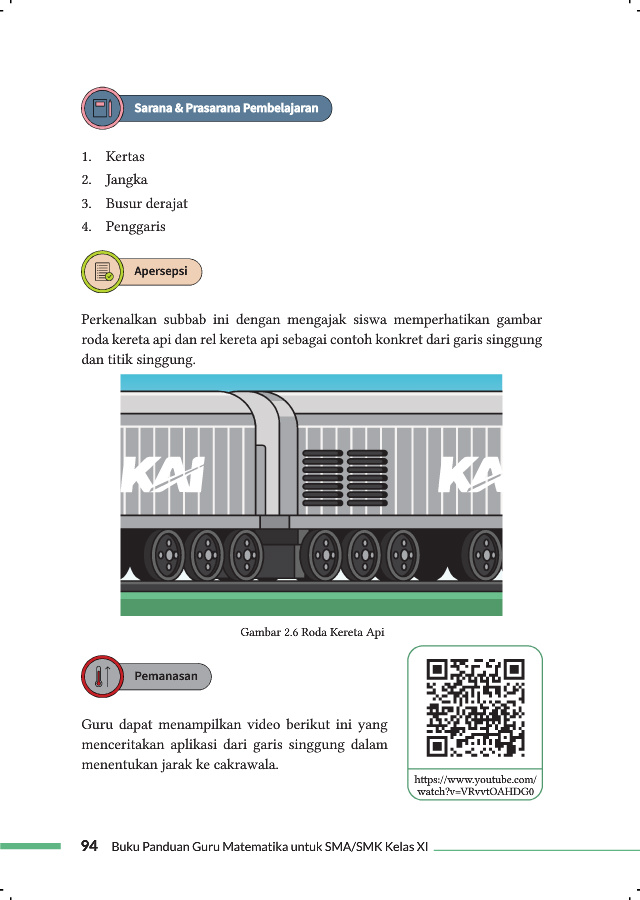 Sarana & Prasarana Pembelajaran
1. Kertas
2. Jangka
3. Busur derajat
4. Penggaris
Apersepsi
Perkenalkan subbab ini dengan mengajak siswa memperhatikan gambar
roda kereta api dan rel kereta api sebagai contoh konkret dari garis singgung
dan titik singgung.
KAI
KA
Gambar 2.6 Roda Kereta Api
Pemanasan
Guru dapat menampilkan video berikut ini yang
menceritakan aplikasi dari garis singgung dalam
menentukan jarak ke cakrawala.
https://www.youtube.com/
watch?v=VRvvtOAHDG0
94 Buku Panduan Guru Matematika untuk SMA/SMK Kelas XI